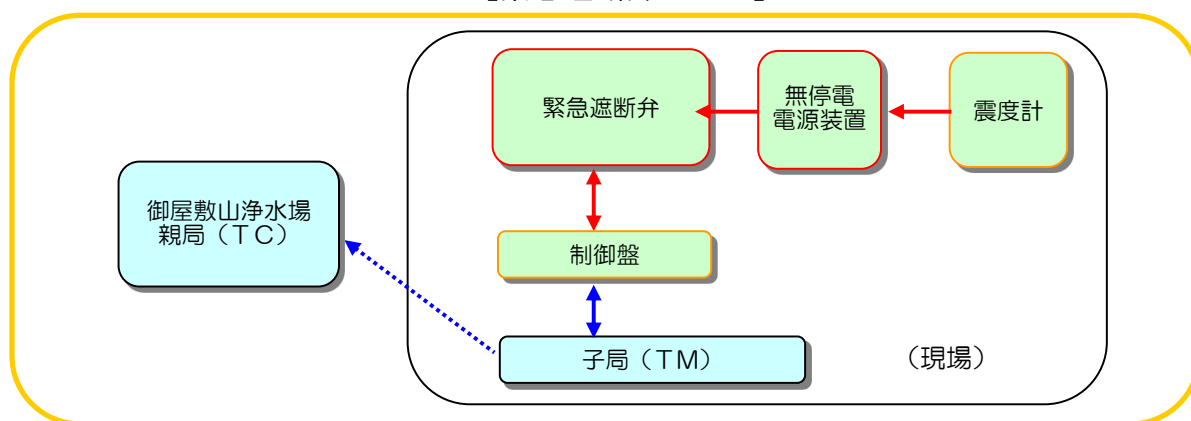 緊急遮断弁
無停電
電源装置
震度計
御屋敷山浄水場
親局（ＴＣ）
制御盤
子局（ＴＭ）
（現場）